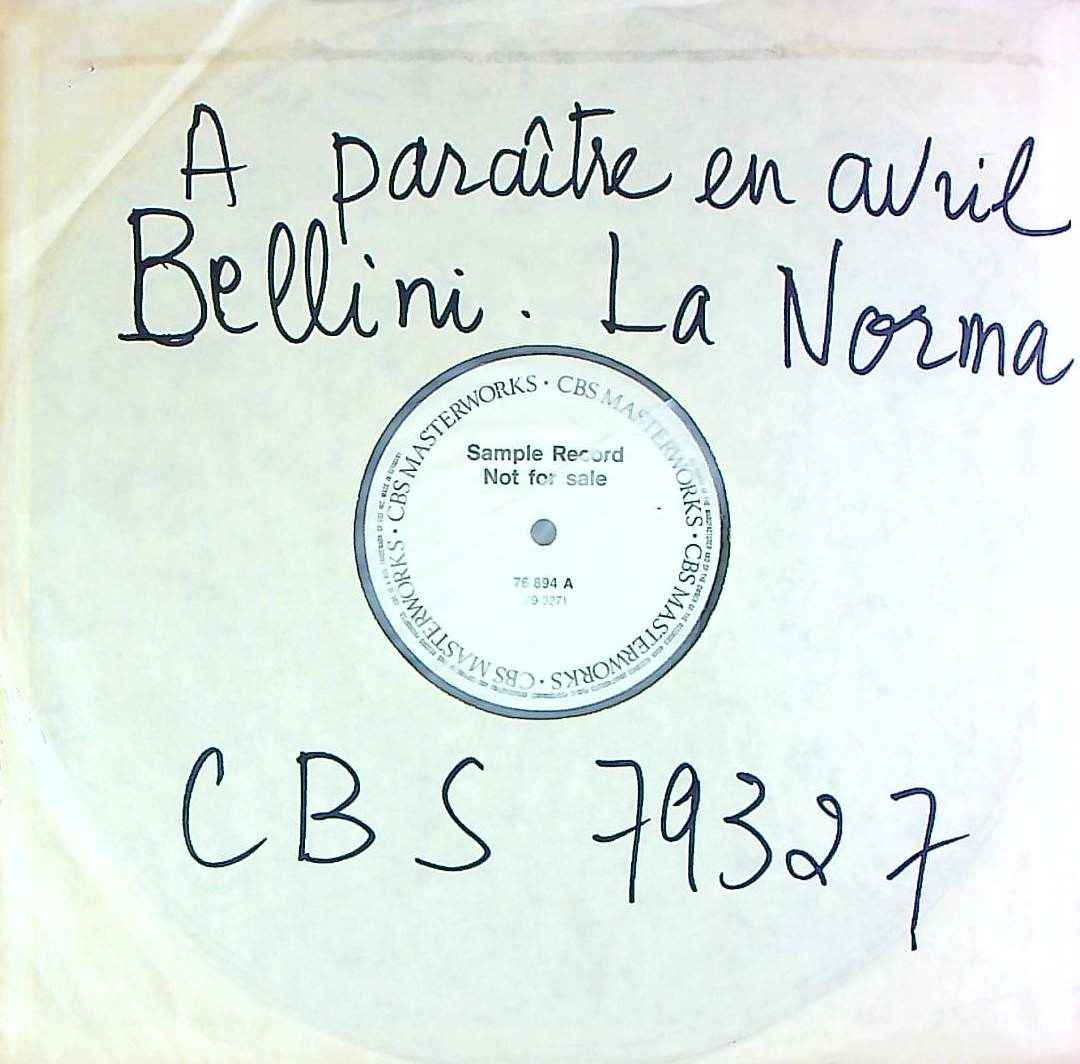 A paraître en avril
Bellini. La Norma
CBS MASTERWORKS · CBS MASTERWORKS · CBS MASTERWORKS · CBS MASTERWORKS ·
Sample Record
Not for sale
76 894 A
CBS 79327